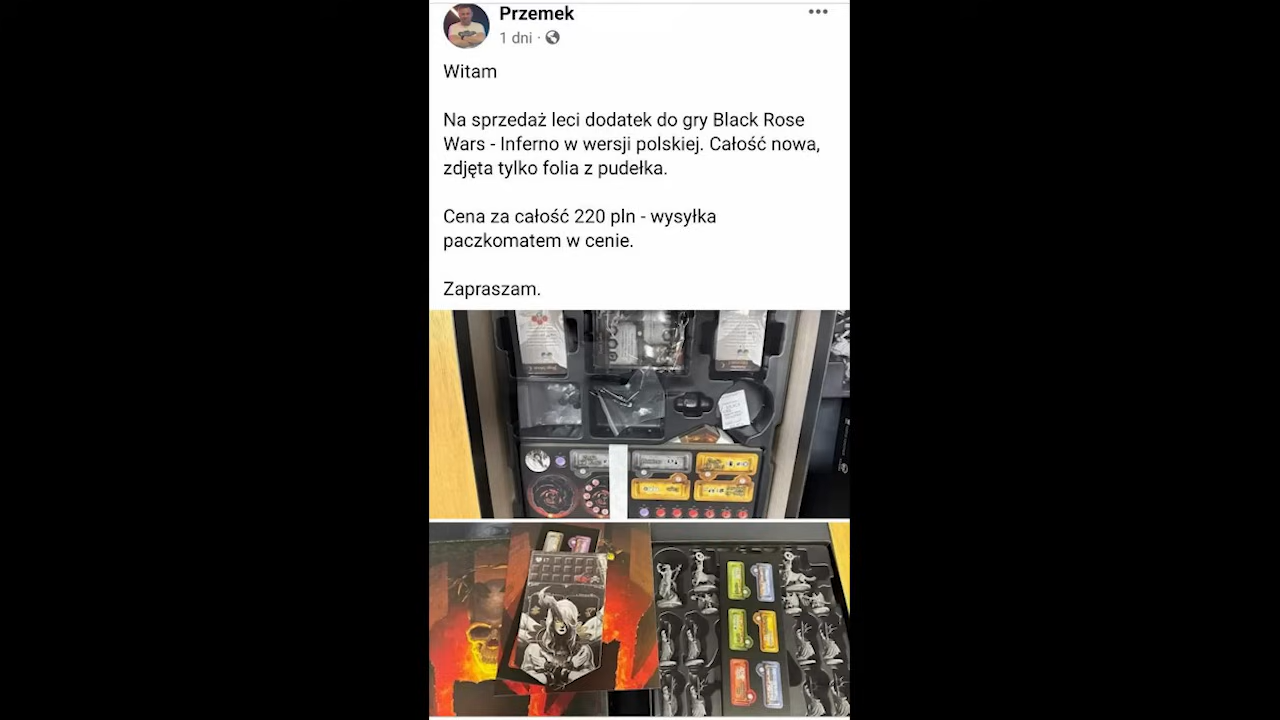 Przemek
1 dni ·
Witam
Na sprzedaż leci dodatek do gry Black Rose
Wars - Inferno w wersji polskiej. Całość nowa,
zdjęta tylko folia z pudełka.
Cena za całość 220 pln - wysyłka
paczkomatem w cenie.
Zapraszam.